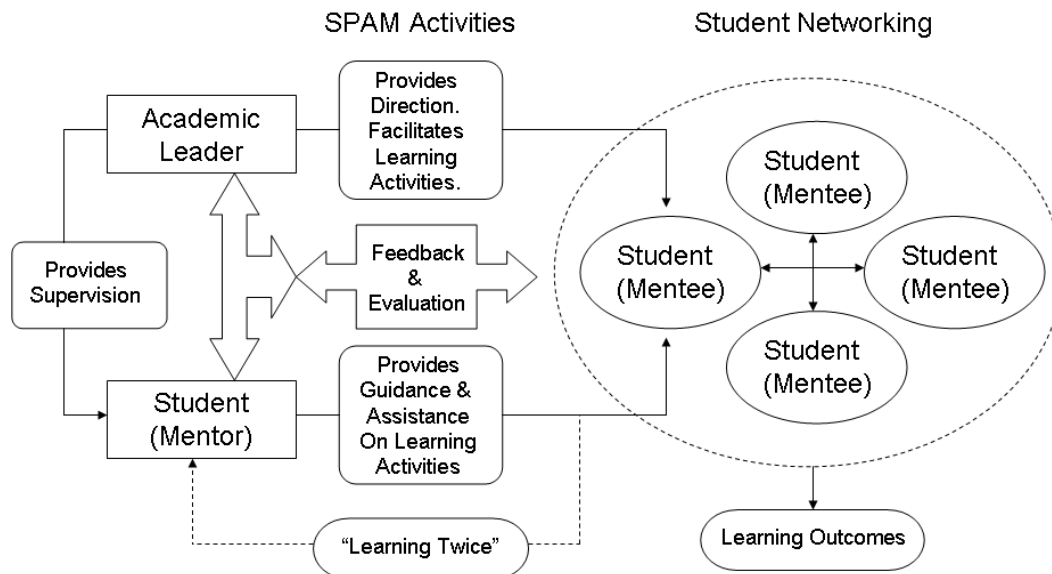 SPAM Activities
Student Networking
Academic
Leader
Provides
Direction.
Facilitates
Learning
Activities.
Student
(Mentee)
Student
(Mentee)
Student
(Mentee)
Student
(Mentee)
Provides
Supervision
Feedback
&
Evaluation
Student
(Mentor)
Provides
Guidance &
Assistance
On Learning
Activities
“Learning Twice”
Learning Outcomes